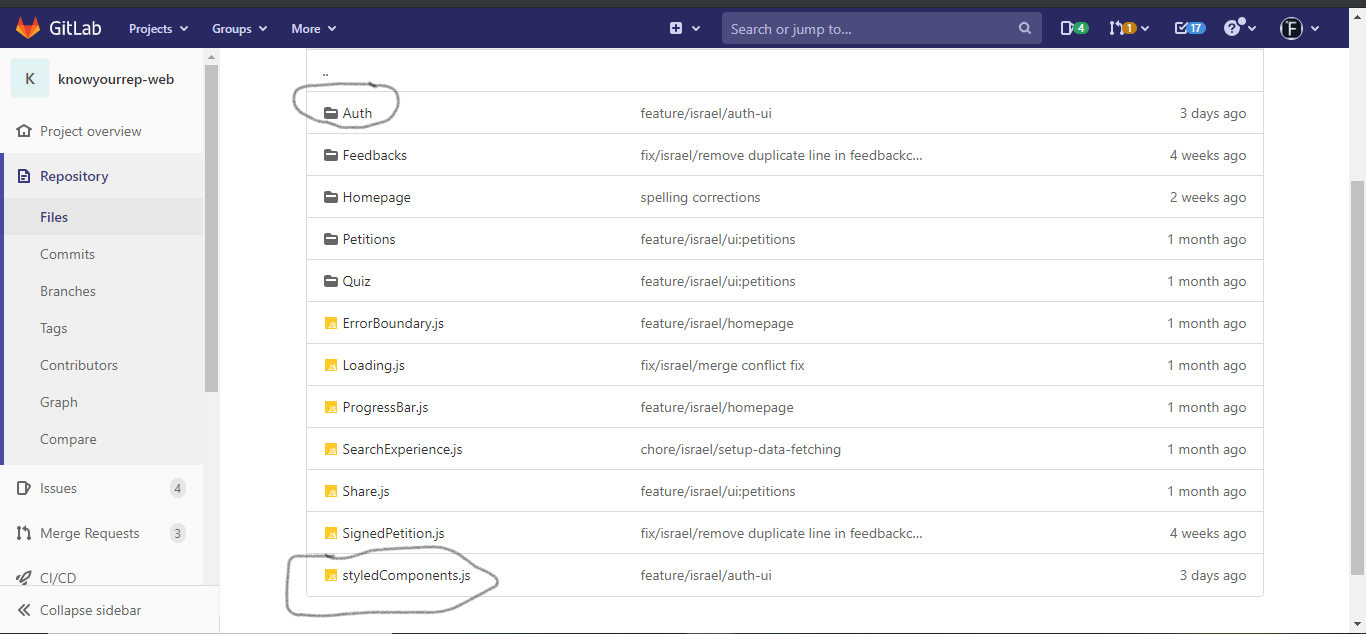 GitLab Projects Groups More Search or jump to... 4 1 17 ? F
K knowyourrep-web
Project overview
Repository
Files
Commits
Branches
Tags
Contributors
Graph
Compare
Issues 4
Merge Requests 3
CI/CD
Collapse sidebar
..
Auth feature/israel/auth-ui 3 days ago
Feedbacks fix/israel/remove duplicate line in feedbackc... 4 weeks ago
Homepage spelling corrections 2 weeks ago
Petitions feature/israel/ui:petitions 1 month ago
Quiz feature/israel/ui:petitions 1 month ago
JS ErrorBoundary.js feature/israel/homepage 1 month ago
JS Loading.js fix/israel/merge conflict fix 1 month ago
JS ProgressBar.js feature/israel/homepage 1 month ago
JS SearchExperience.js chore/israel/setup-data-fetching 1 month ago
JS Share.js feature/israel/ui:petitions 1 month ago
JS SignedPetition.js fix/israel/remove duplicate line in feedbackc... 4 weeks ago
JS styledComponents.js feature/israel/auth-ui 3 days ago